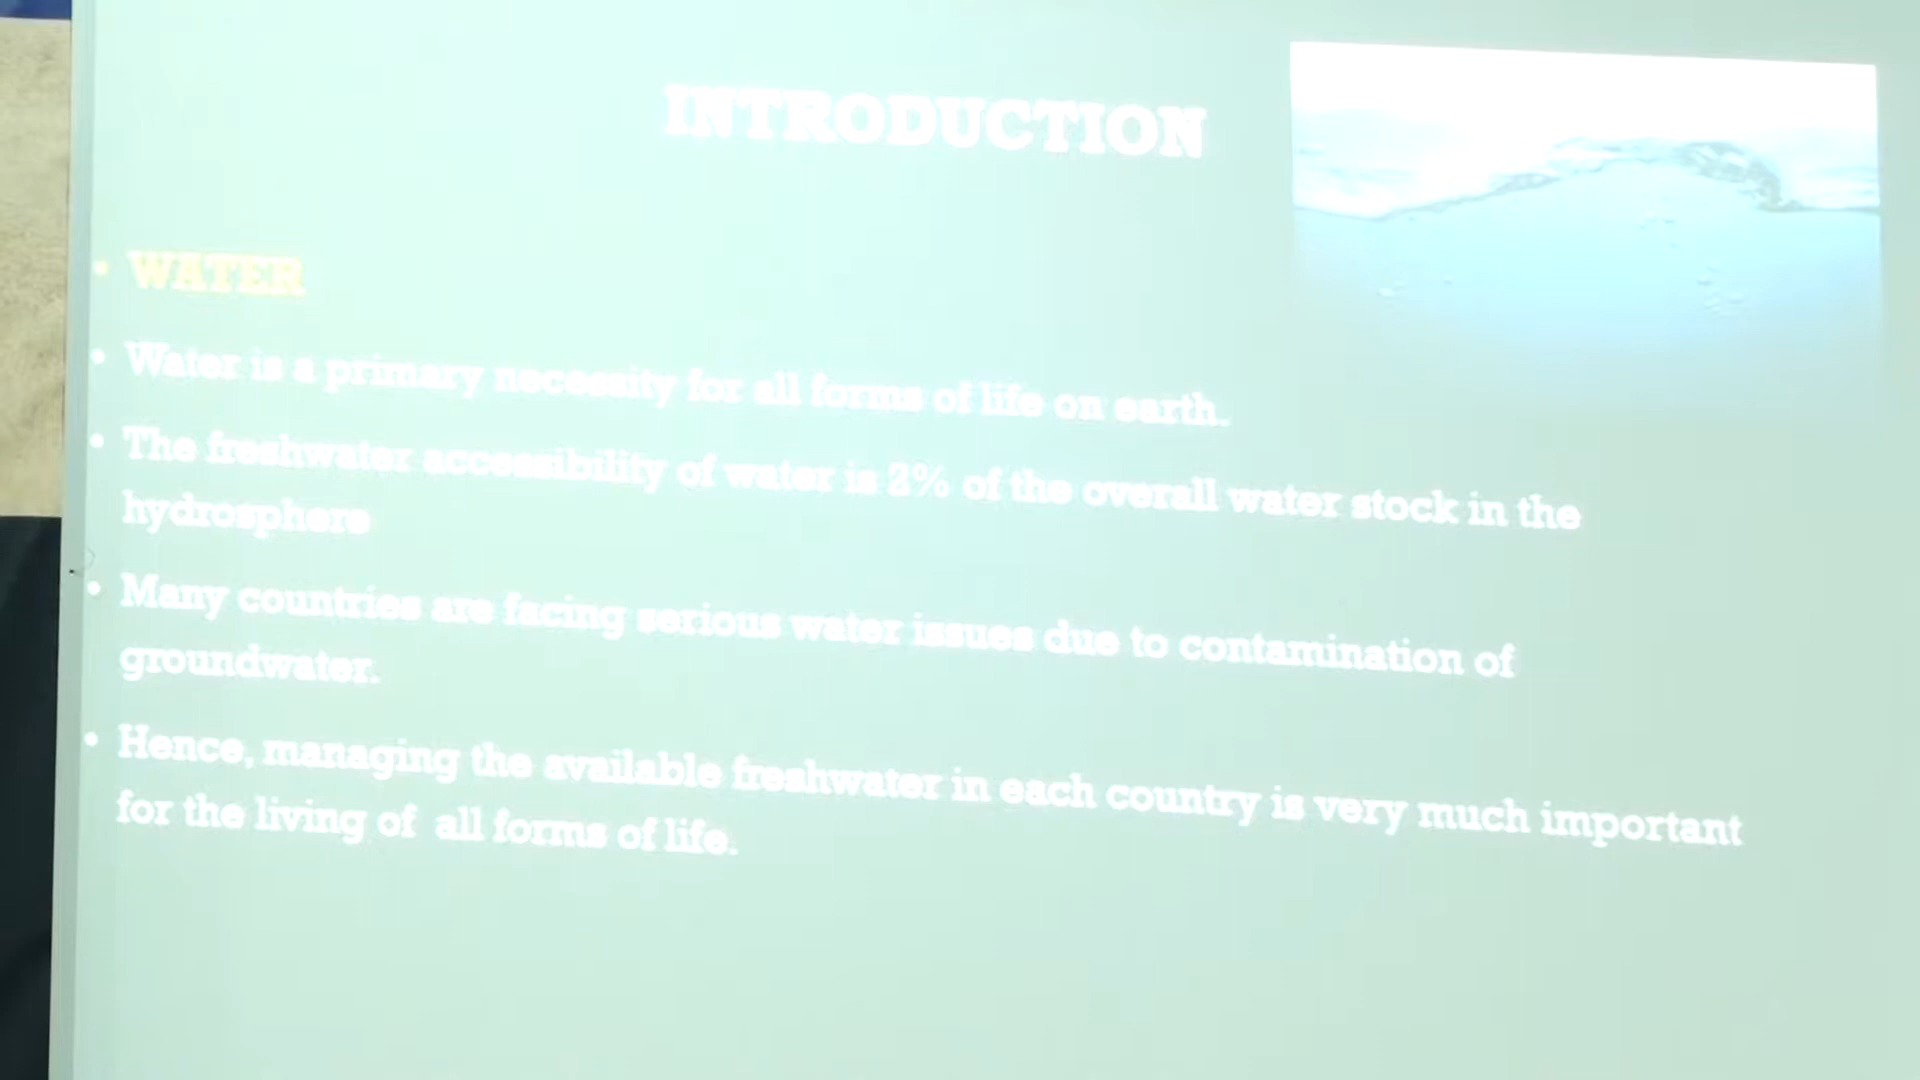 INTRODUCTION
• WATER
• Water is a primary necessity for all forms of life on earth.
• The freshwater accessibility of water is 2% of the overall water stock in the
hydrosphere
• Many countries are facing serious water issues due to contamination of
groundwater.
• Hence, managing the available freshwater in each country is very much important
for the living of all forms of life.